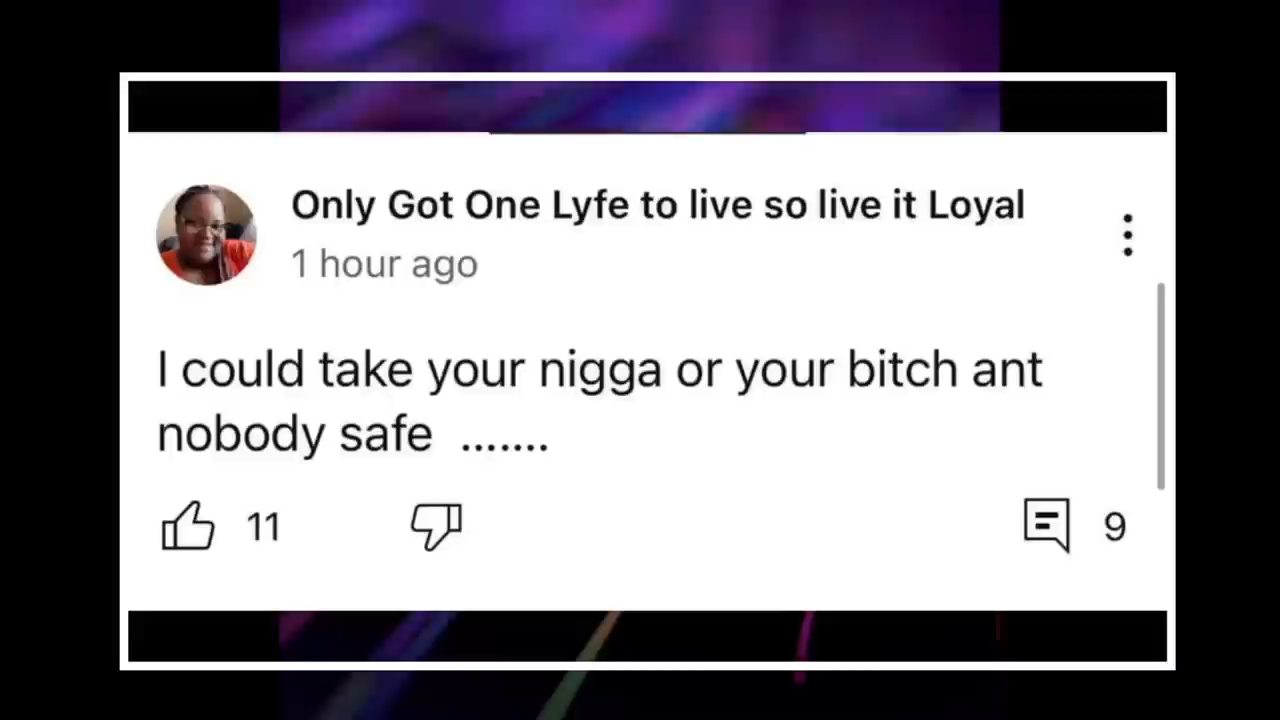 Only Got One Lyfe to live so live it Loyal
1 hour ago
I could take your nigga or your bitch ant
nobody safe .......
11
9